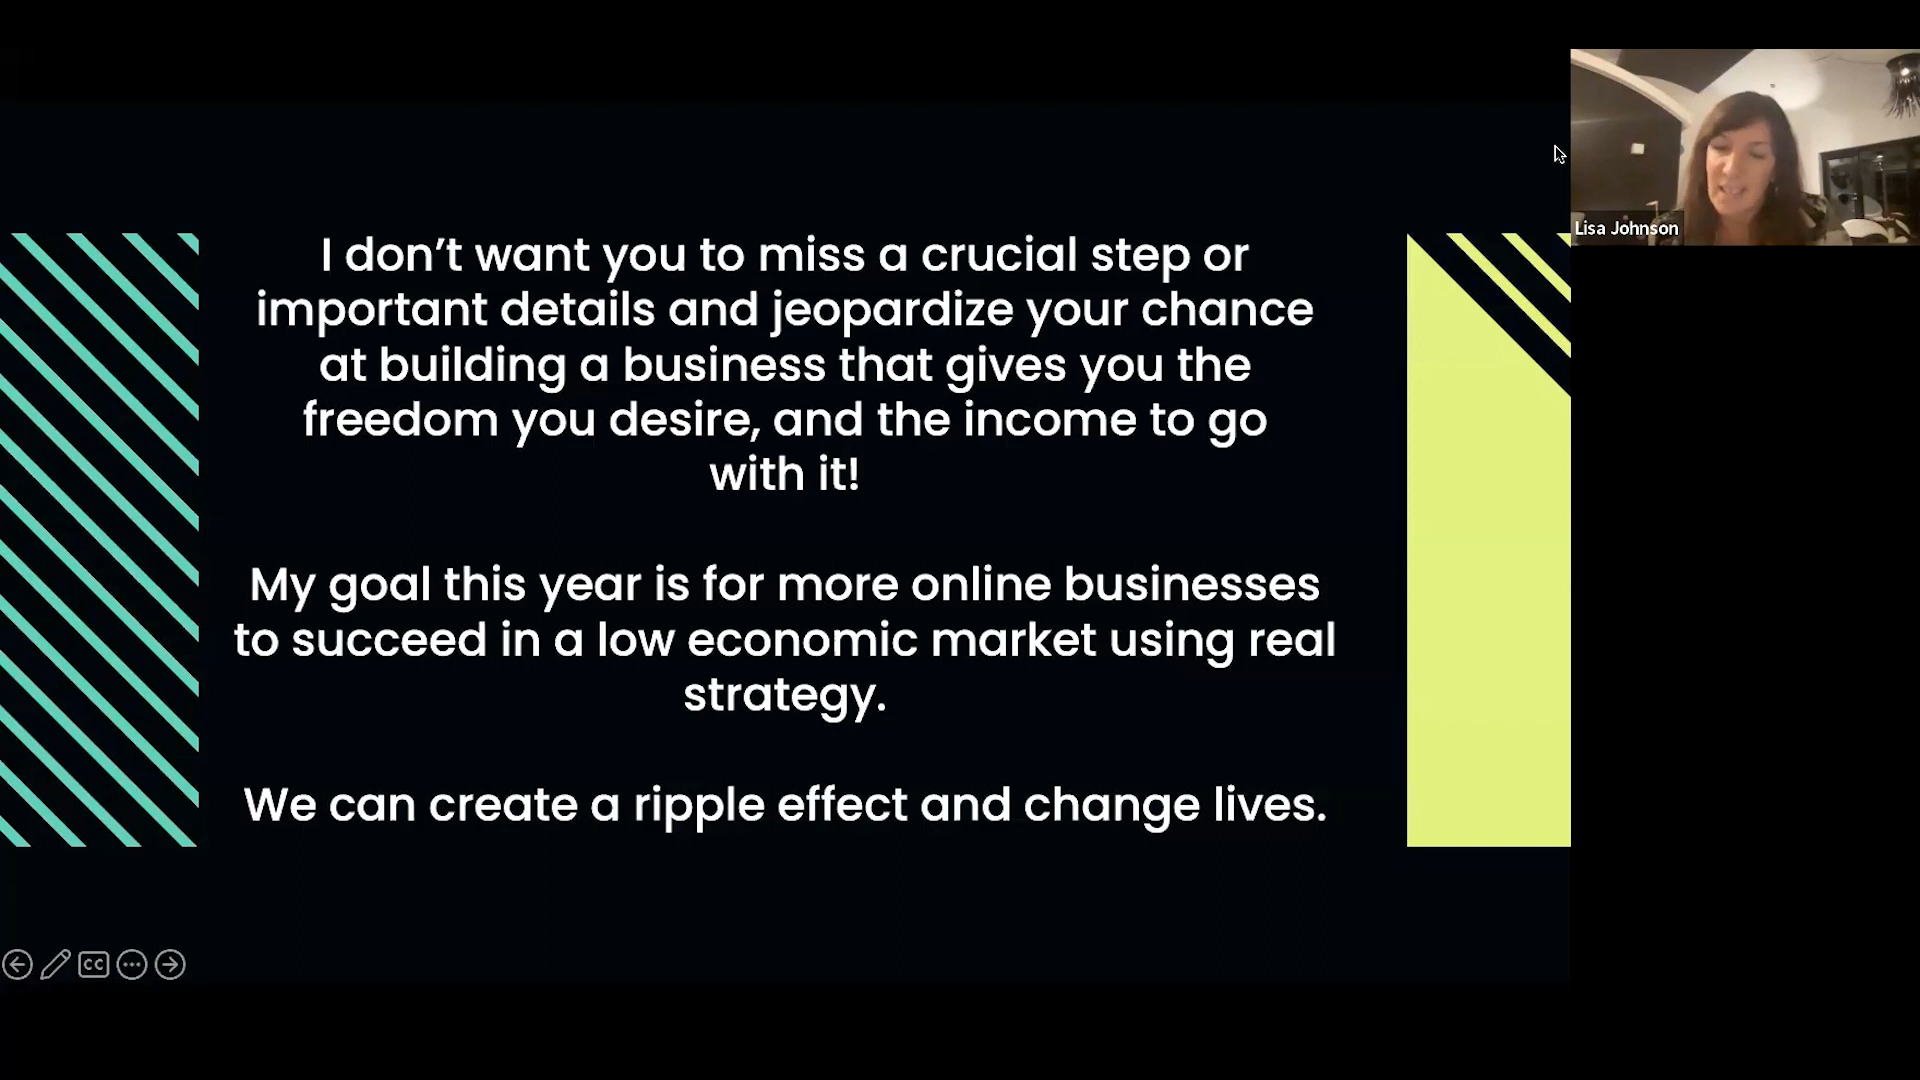 I don’t want you to miss a crucial step or
important details and jeopardize your chance
at building a business that gives you the
freedom you desire, and the income to go
with it!
My goal this year is for more online businesses
to succeed in a low economic market using real
strategy.
We can create a ripple effect and change lives.
Lisa Johnson
CC